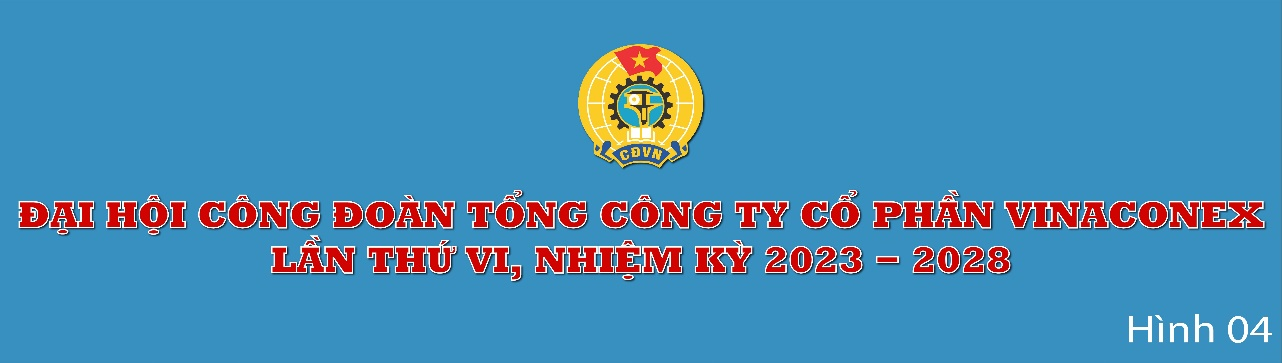 CĐVN
ĐẠI HỘI CÔNG ĐOÀN TỔNG CÔNG TY CỔ PHẦN VINACONEX
LẦN THỨ VI, NHIỆM KỲ 2023 – 2028
Hình 04